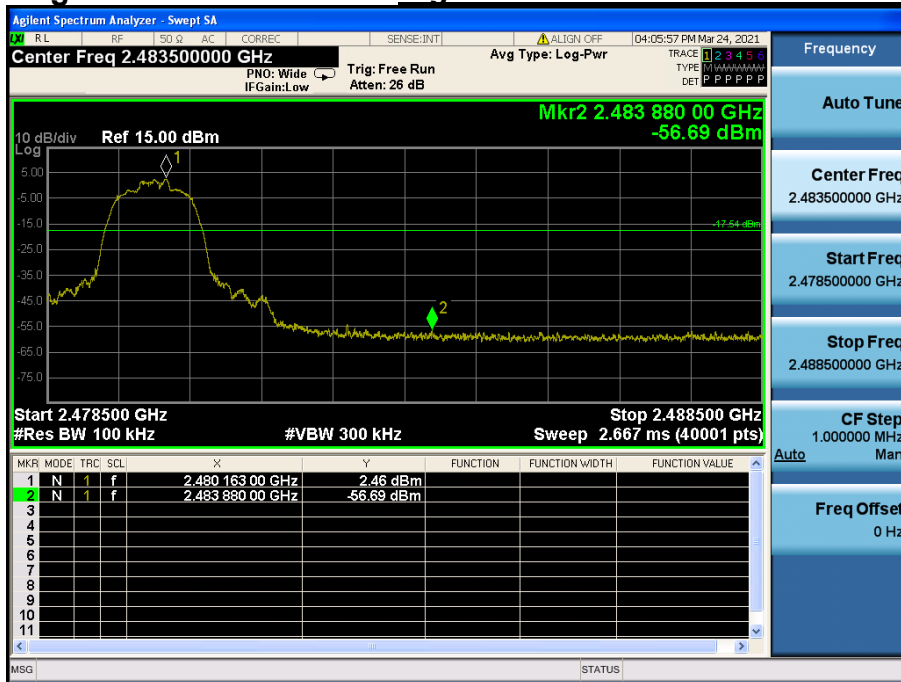 Agilent Spectrum Analyzer - Swept SA
LXI RL RF 50 Ω AC CORREC SENSE:INT ALIGN OFF 04:05:57 PM Mar 24, 2021
Center Freq 2.483500000 GHz
PNO: Wide
IFGain:Low
Trig: Free Run
Atten: 26 dB
Avg Type: Log-Pwr
TRACE 1 2 3 4 5 6
TYPE M WWWWW
DET P P P P P P
Mkr2 2.483 880 00 GHz
-56.69 dBm
10 dB/div Ref 15.00 dBm
Log
1
5.00
-5.00
-15.0
-17.54 dBm
-25.0
-35.0
-45.0
2
-55.0
-65.0
-75.0
Start 2.478500 GHz Stop 2.488500 GHz
#Res BW 100 kHz #VBW 300 kHz Sweep 2.667 ms (40001 pts)
MKR MODE TRC SCL X Y FUNCTION FUNCTION WIDTH FUNCTION VALUE
1 N 1 f 2.480 163 00 GHz 2.46 dBm
2 N 1 f 2.483 880 00 GHz -56.69 dBm
3
4
5
6
7
8
9
10
11
MSG STATUS
Frequency
Auto Tune
Center Freq
2.483500000 GHz
Start Freq
2.478500000 GHz
Stop Freq
2.488500000 GHz
CF Step
1.000000 MHz
Auto Man
Freq Offset
0 Hz